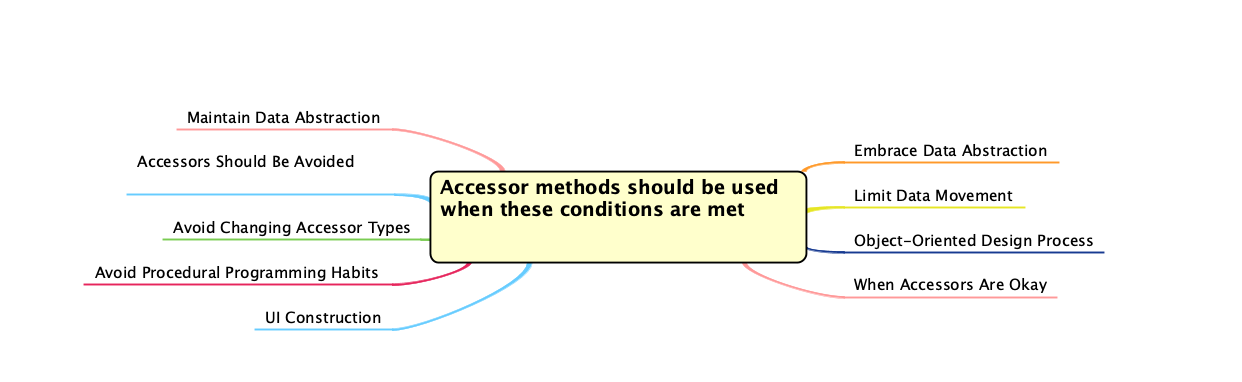 Accessor methods should be used
when these conditions are met
Maintain Data Abstraction
Accessors Should Be Avoided
Avoid Changing Accessor Types
Avoid Procedural Programming Habits
UI Construction
Embrace Data Abstraction
Limit Data Movement
Object-Oriented Design Process
When Accessors Are Okay